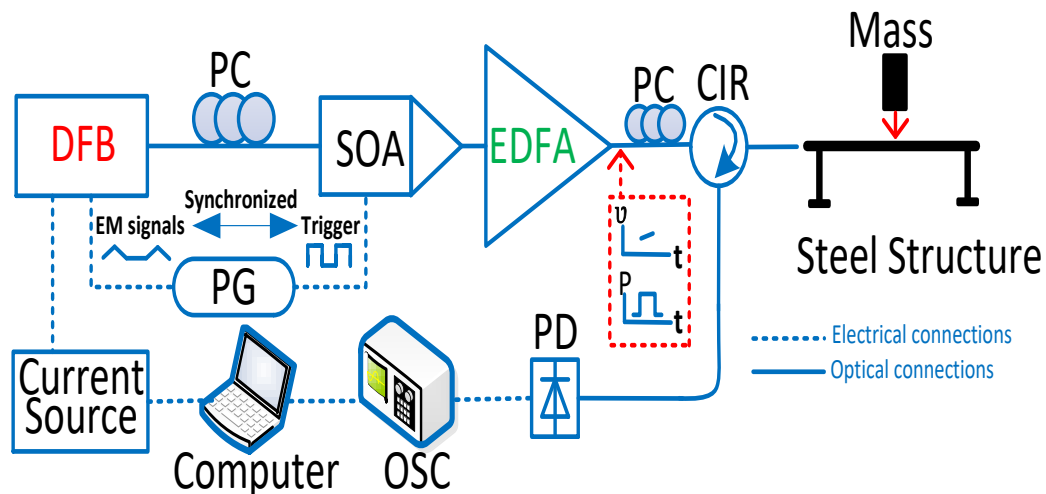 PC
DFB
SOA
EDFA
PC
CIR
Mass
Synchronized
EM signals
Trigger
PG
υ
t
P
t
Steel Structure
Electrical connections
Optical connections
Current
Source
Computer
OSC
PD